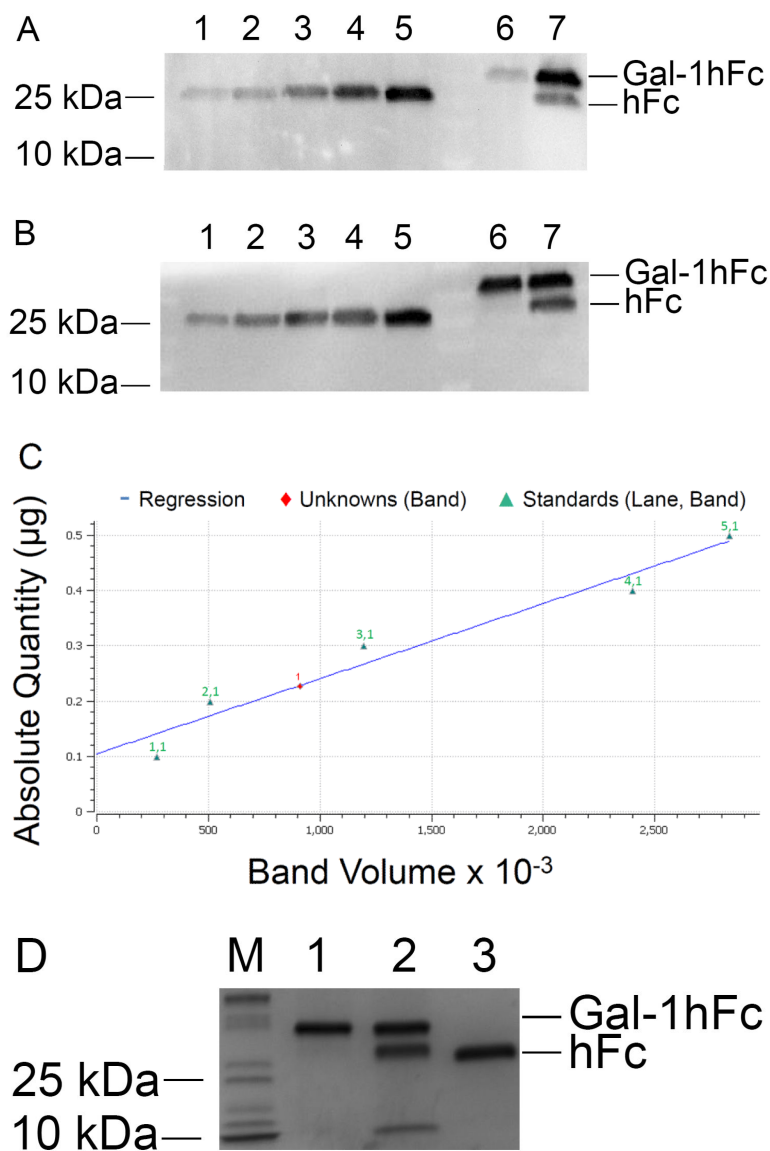 A
1 2 3 4 5 6 7
Gal-1hFc
25 kDa
hFc
10 kDa
B
1 2 3 4 5 6 7
Gal-1hFc
hFc
25 kDa
10 kDa
C
Regression Unknowns (Band) Standards (Lane, Band)
Absolute Quantity (µg)
0.5
0.4
0.3
0.2
0.1
0
5,1
4,1
3,1
1
2,1
1,1
0 500 1,000 1,500 2,000 2,500
Band Volume x 10-3
D
M 1 2 3
Gal-1hFc
hFc
25 kDa
10 kDa